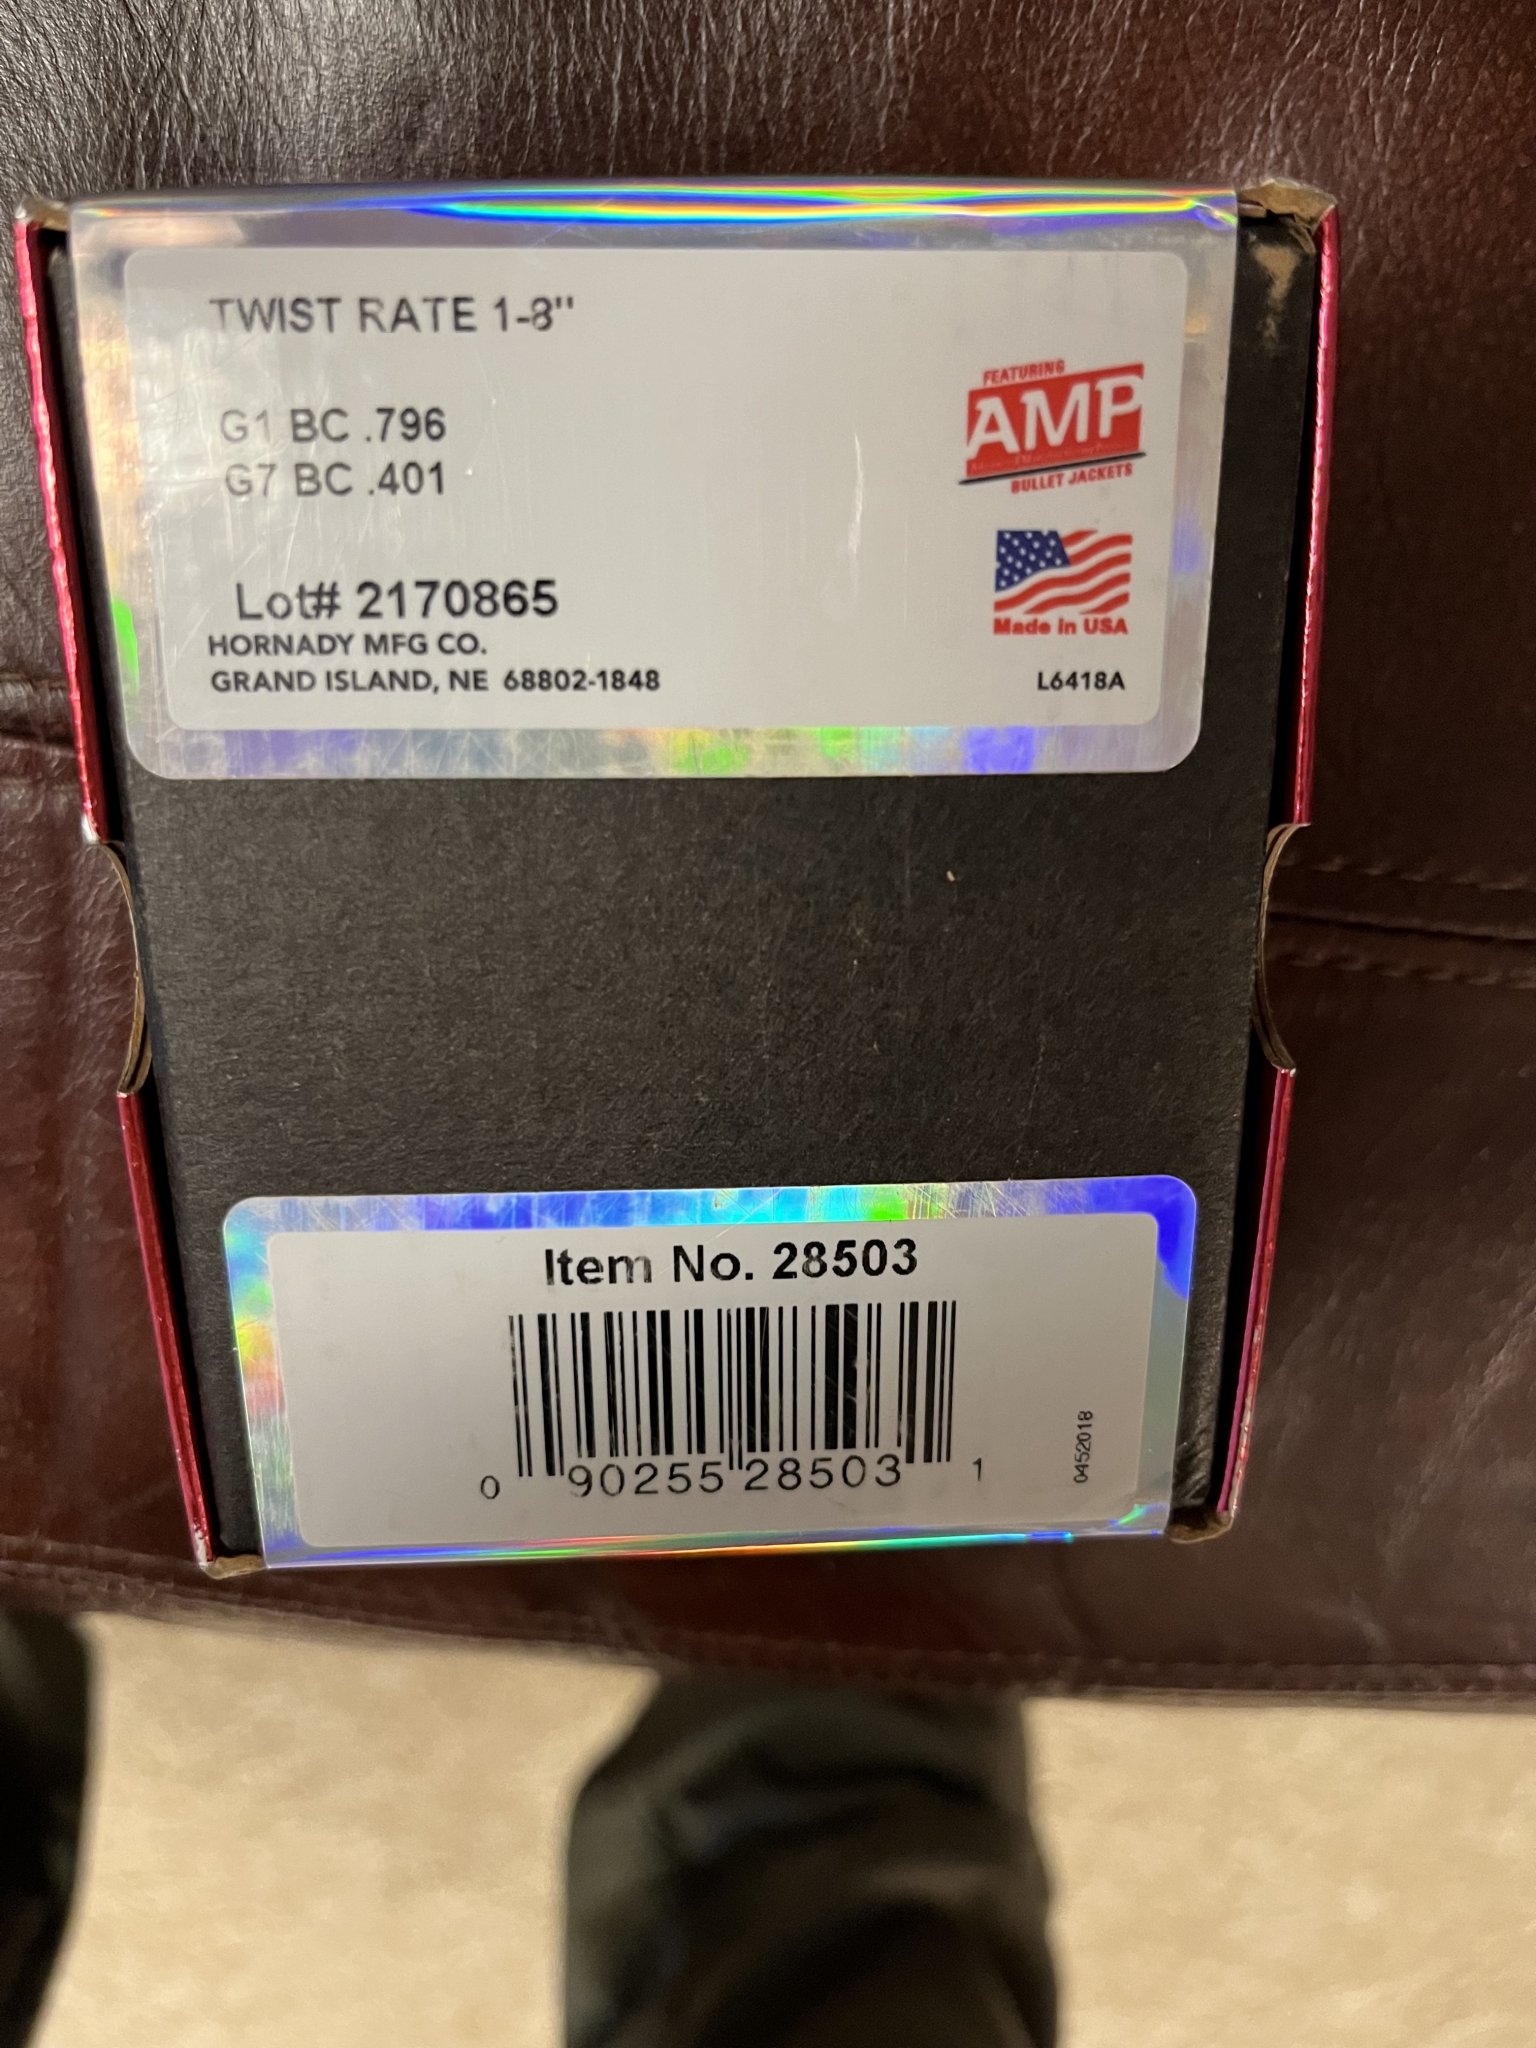 TWIST RATE 1-8"
G1 BC .796
G7 BC .401
FEATURING
AMP
BULLET JACKETS
Lot# 2170865
HORNADY MFG CO.
GRAND ISLAND, NE 68802-1848
Made in USA
L6418A
Item No. 28503
0 90255 28503 1
0452018